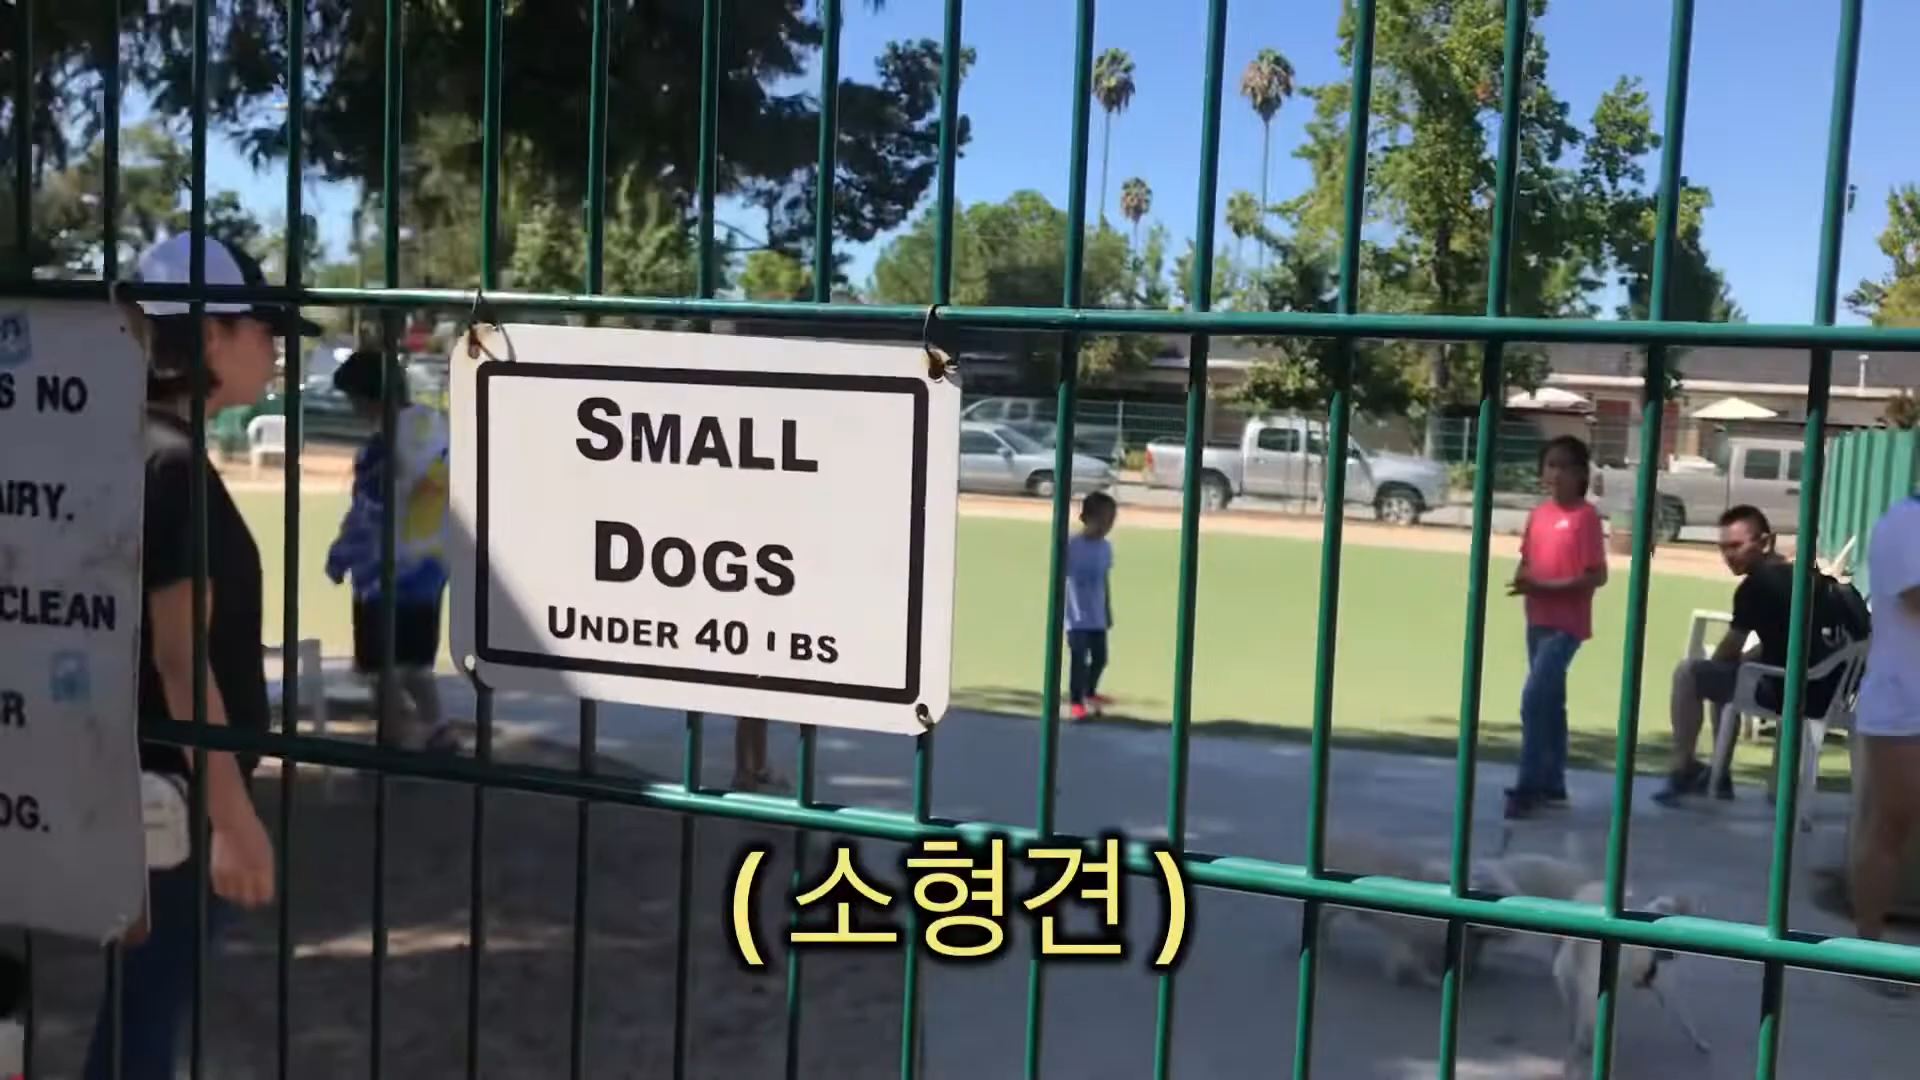 S NO
AIRY.
CLEAN
R
OG.
SMALL
DOGS
UNDER 40 LBS
(소형견)